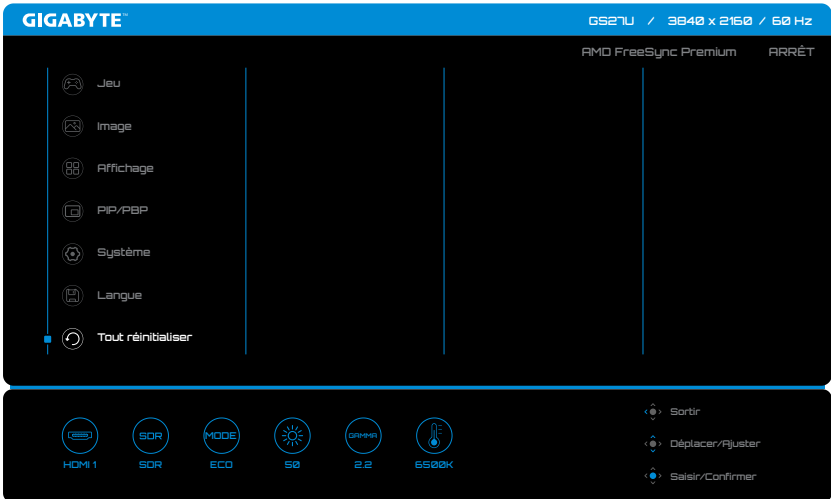 GIGABYTE™
GS27U / 3840 x 2160 / 60 Hz
AMD FreeSync Premium ARRÊT
Jeu
Image
Affichage
PIP/PBP
Système
Langue
Tout réinitialiser
SDR
MODE
GAMMA
HDMI 1
SDR
ECO
50
2.2
6500K
Sortir
Déplacer/Ajuster
Saisir/Confirmer